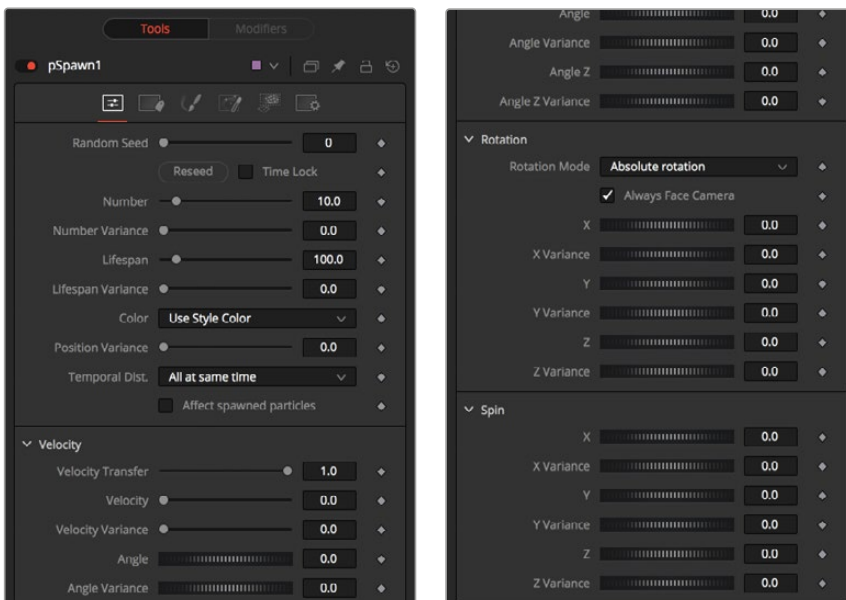 Tools Modifiers
pSpawn1
Random Seed 0
Reseed Time Lock
Number 10.0
Number Variance 0.0
Lifespan 100.0
Lifespan Variance 0.0
Color Use Style Color
Position Variance 0.0
Temporal Dist. All at same time
Affect spawned particles
Velocity
Velocity Transfer 1.0
Velocity 0.0
Velocity Variance 0.0
Angle 0.0
Angle Variance 0.0
Angle 0.0
Angle Variance 0.0
Angle Z 0.0
Angle Z Variance 0.0
Rotation
Rotation Mode Absolute rotation
Always Face Camera
X 0.0
X Variance 0.0
Y 0.0
Y Variance 0.0
Z 0.0
Z Variance 0.0
Spin
X 0.0
X Variance 0.0
Y 0.0
Y Variance 0.0
Z 0.0
Z Variance 0.0